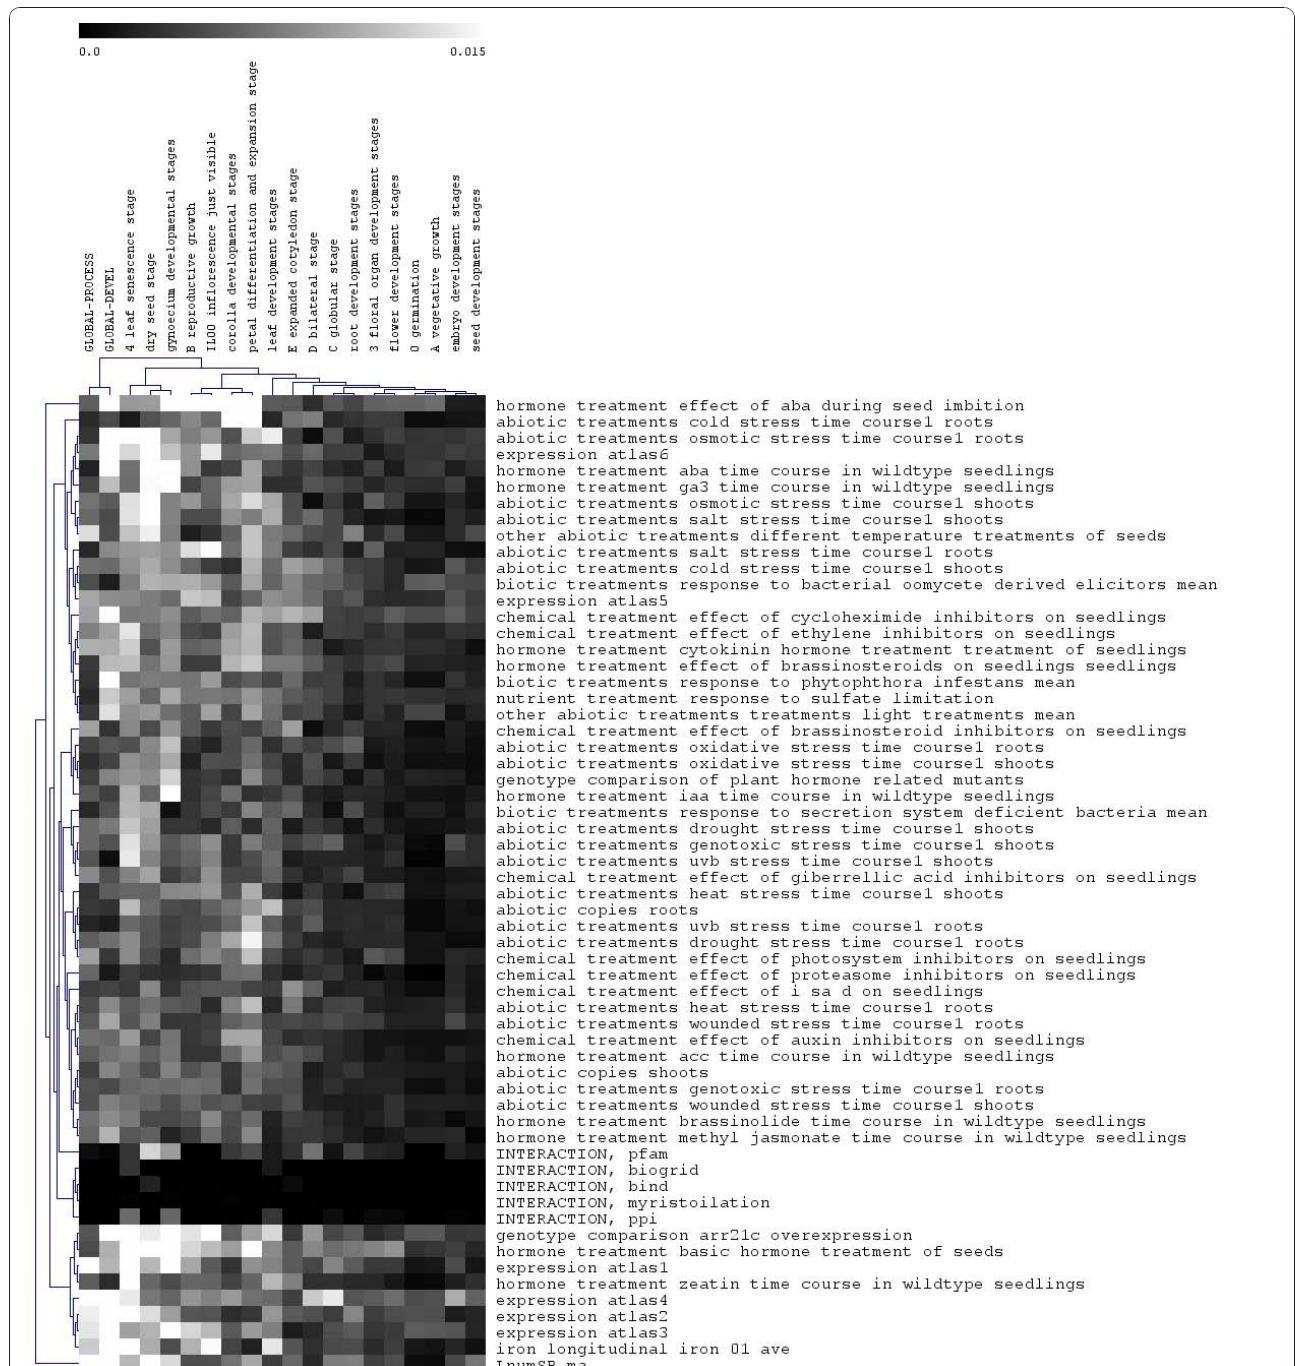 0.0
0.015
GLOBAL-PROCESS
GLOBAL-DEVEL
4 leaf senescence stage
dry seed stage
gynoecium developmental stages
B reproductive growth
IL00 inflorescence just visible
corolla developmental stages
petal differentiation and expansion stage
leaf development stages
E expanded cotyledon stage
D bilateral stage
C globular stage
root development stages
3 floral organ development stages
flower development stages
0 germination
A vegetative growth
embryo development stages
seed development stages
hormone treatment effect of aba during seed imbition
abiotic treatments cold stress time course1 roots
abiotic treatments osmotic stress time course1 roots
expression atlas6
hormone treatment aba time course in wildtype seedlings
hormone treatment ga3 time course in wildtype seedlings
abiotic treatments osmotic stress time course1 shoots
abiotic treatments salt stress time course1 shoots
other abiotic treatments different temperature treatments of seeds
abiotic treatments salt stress time course1 roots
abiotic treatments cold stress time course1 shoots
biotic treatments response to bacterial oomycete derived elicitors mean
expression atlas5
chemical treatment effect of cycloheximide inhibitors on seedlings
chemical treatment effect of ethylene inhibitors on seedlings
hormone treatment cytokinin hormone treatment treatment of seedlings
hormone treatment effect of brassinosteroids on seedlings seedlings
biotic treatments response to phytophthora infestans mean
nutrient treatment response to sulfate limitation
other abiotic treatments treatments light treatments mean
chemical treatment effect of brassinosteroid inhibitors on seedlings
abiotic treatments oxidative stress time course1 roots
abiotic treatments oxidative stress time course1 shoots
genotype comparison of plant hormone related mutants
hormone treatment iaa time course in wildtype seedlings
biotic treatments response to secretion system deficient bacteria mean
abiotic treatments drought stress time course1 shoots
abiotic treatments genotoxic stress time course1 shoots
abiotic treatments uvb stress time course1 shoots
chemical treatment effect of giberrellic acid inhibitors on seedlings
abiotic treatments heat stress time course1 shoots
abiotic copies roots
abiotic treatments uvb stress time course1 roots
abiotic treatments drought stress time course1 roots
chemical treatment effect of photosystem inhibitors on seedlings
chemical treatment effect of proteasome inhibitors on seedlings
chemical treatment effect of i sa d on seedlings
abiotic treatments heat stress time course1 roots
abiotic treatments wounded stress time course1 roots
chemical treatment effect of auxin inhibitors on seedlings
hormone treatment acc time course in wildtype seedlings
abiotic copies shoots
abiotic treatments genotoxic stress time course1 roots
abiotic treatments wounded stress time course1 shoots
hormone treatment brassinolide time course in wildtype seedlings
hormone treatment methyl jasmonate time course in wildtype seedlings
INTERACTION, pfam
INTERACTION, biogrid
INTERACTION, bind
INTERACTION, myristoilation
INTERACTION, ppi
genotype comparison arr21c overexpression
hormone treatment basic hormone treatment of seeds
expression atlas1
hormone treatment zeatin time course in wildtype seedlings
expression atlas4
expression atlas2
expression atlas3
iron longitudinal iron 01 ave